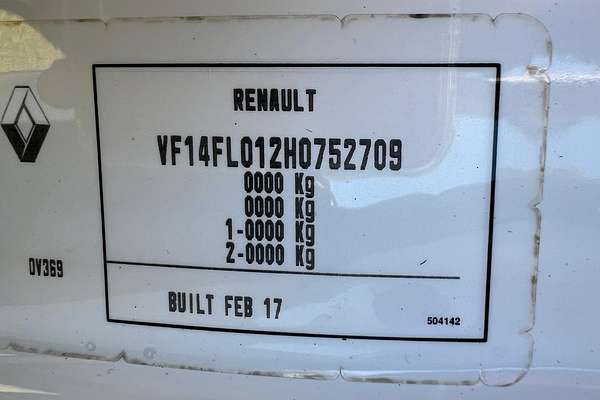 RENAULT
VF14FL012H0752709
0000 Kg
0000 Kg
1-0000 Kg
2-0000 Kg
DV369
BUILT FEB 17
504142